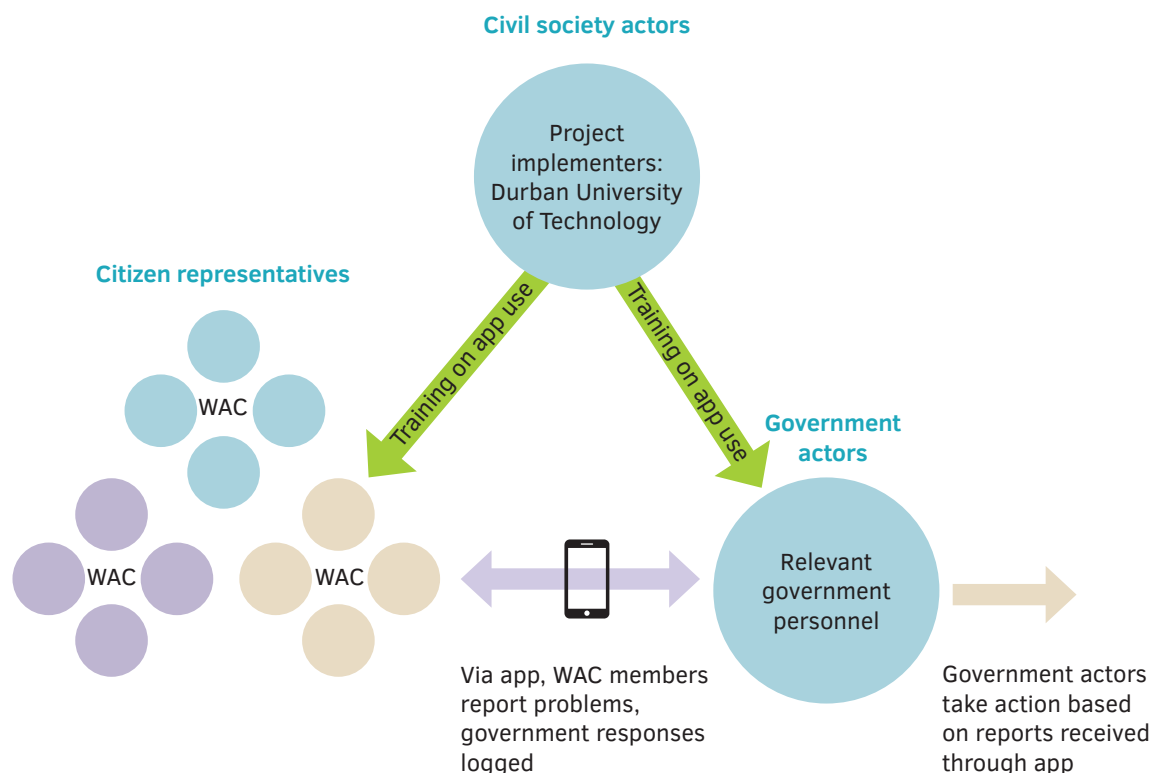 Civil society actors
Project
implementers:
Durban University
of Technology
Citizen representatives
Training on app use
Training on app use
WAC
Government
actors
WAC
WAC
Relevant
government
personnel
Via app, WAC members
report problems,
government responses
logged
Government actors
take action based
on reports received
through app